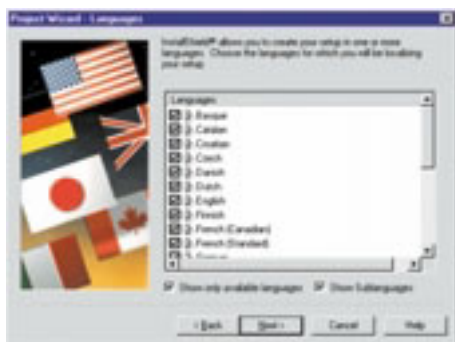 Project Wizard - Languages
InstallShield® allows you to create your setup in one or more
languages. Choose the languages for which you will be localizing
your setup.
Languages
Basque
Catalan
Croatian
Czech
Danish
Dutch
English
Finnish
French (Canadian)
French (Standard)
German
Show only available languages
Show Sublanguages
< Back
Next >
Cancel
Help